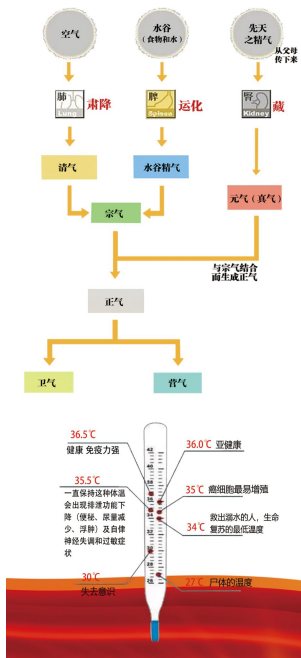 空气
水谷
(食物和水)
先天
之精气
从父母
传下来
肺
Lung
肃降
脾
Spleen
运化
腎
Kidney
藏
清气
水谷精气
元气(真气)
宗气
与宗气结合
而生成正气
正气
卫气
营气
36.5℃
健康 免疫力强
36.0℃ 亚健康
35.5℃
一直保持这种体温
会出现排泄功能下
降(便秘、尿量减
少、浮肿)及自律
神经失调和过敏症
状
35℃ 癌细胞最易增殖
救出溺水的人,生命
34℃ 复苏的最低温度
30℃
失去意识
27℃ 尸体的温度